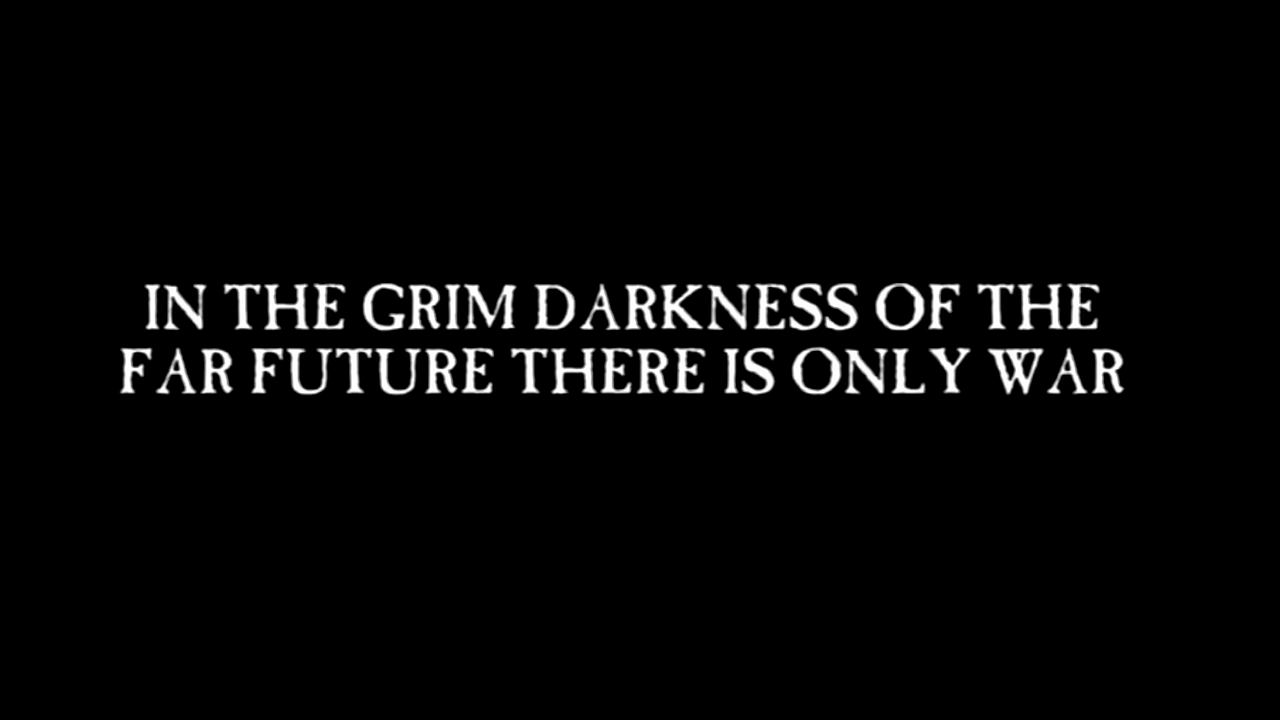 IN THE GRIM DARKNESS OF THE
FAR FUTURE THERE IS ONLY WAR